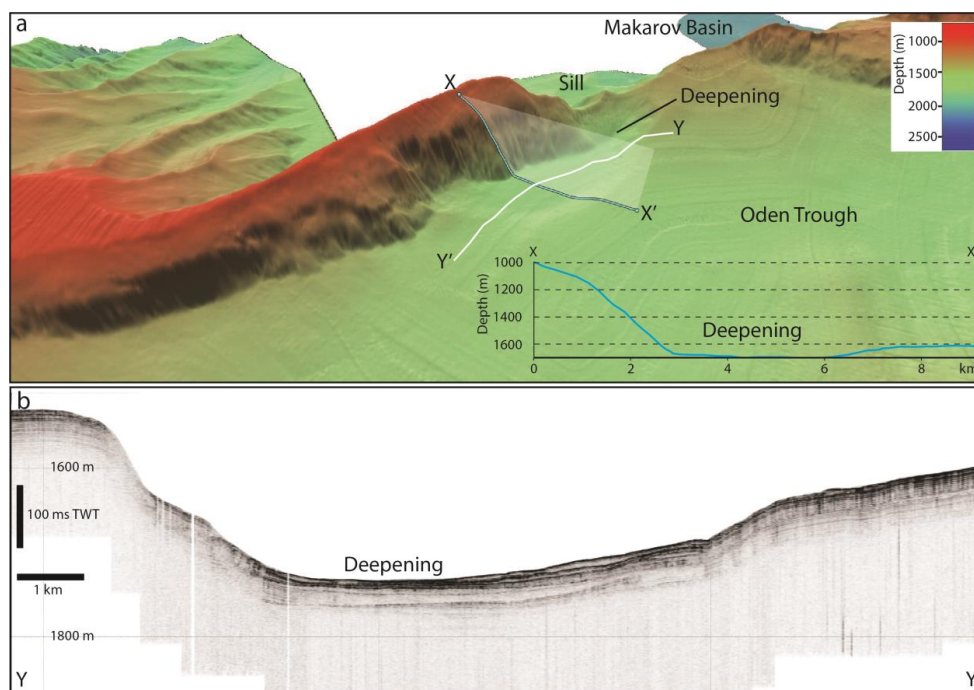 a
Makarov Basin
X
Sill
Deepening
Y
Depth (m)
1000
1500
2000
2500
X'
Oden Trough
Y'
X
X
Depth (m)
1000
1200
1400
1600
Deepening
0
2
4
6
8
km
b
1600 m
100 ms TWT
Deepening
1 km
1800 m
Y
Y